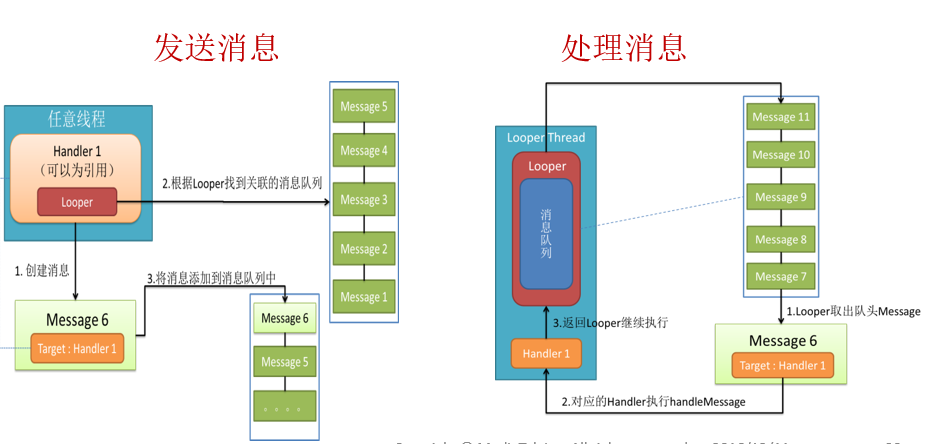 发送消息
任意线程
Handler 1
（可以为引用）
Looper
1. 创建消息
2.根据Looper找到关联的消息队列
3.将消息添加到消息队列中
Message 6
Target : Handler 1
Message 5
Message 4
Message 3
Message 2
Message 1
Message 6
Message 5
。。。。
处理消息
Looper Thread
Looper
消息队列
3.返回Looper继续执行
Handler 1
2.对应的Handler执行handleMessage
Message 11
Message 10
Message 9
Message 8
Message 7
1.Looper取出队头Message
Message 6
Target : Handler 1